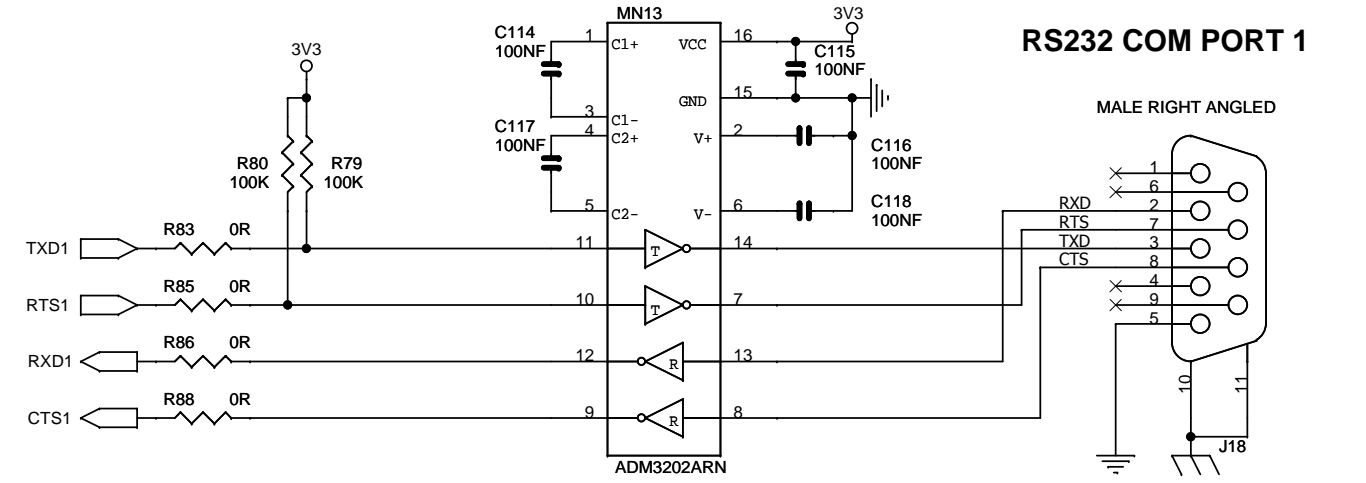 RS232 COM PORT 1
MN13
3V3
C114
100NF
1
C1+
VCC
16
C115
100NF
3V3
GND
15
3
C1-
4
C2+
V+
2
C117
100NF
C116
100NF
R80
100K
R79
100K
5
C2-
V-
6
C118
100NF
MALE RIGHT ANGLED
1
6
RXD
2
RTS
7
TXD
3
CTS
8
4
9
5
TXD1
R83
0R
11
T
14
RTS1
R85
0R
10
T
7
RXD1
R86
0R
12
R
13
CTS1
R88
0R
9
R
8
10
11
J18
ADM3202ARN